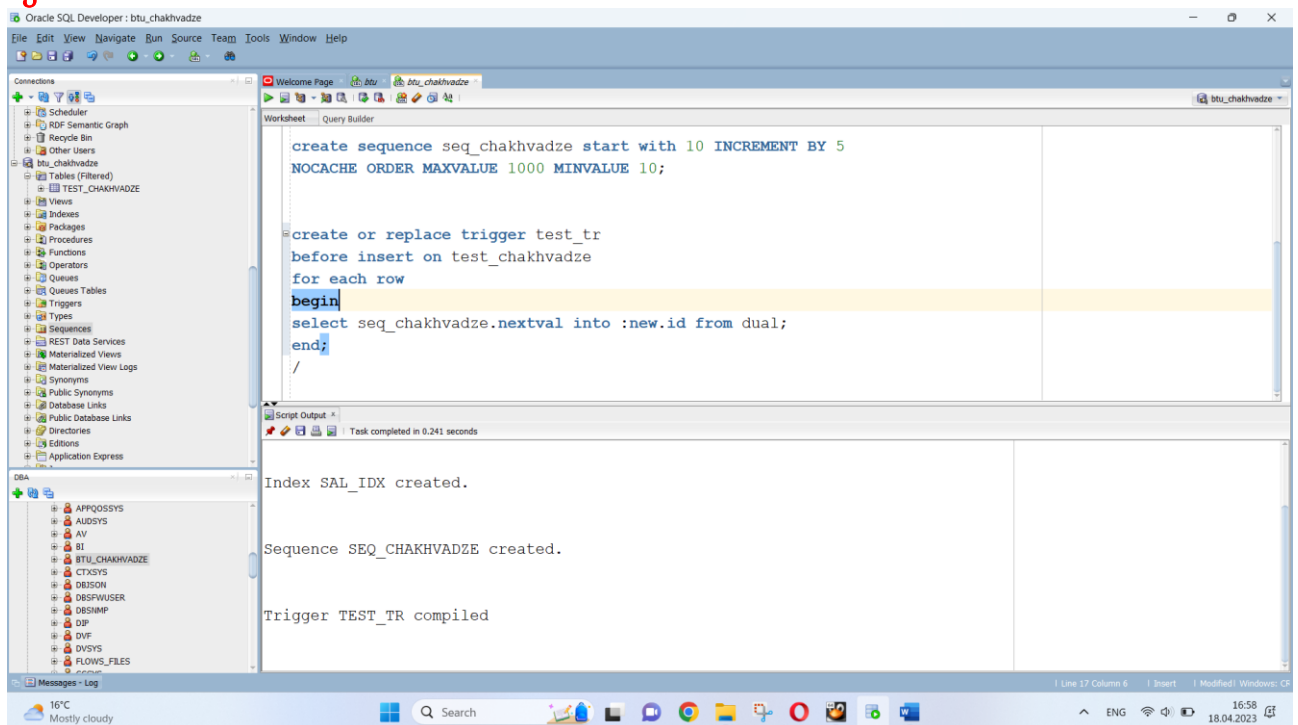 Oracle SQL Developer : btu_chakhvadze
File Edit View Navigate Run Source Team Tools Window Help
Connections
Scheduler
RDF Semantic Graph
Recycle Bin
Other Users
btu_chakhvadze
Tables (Filtered)
TEST_CHAKHVADZE
Views
Indexes
Packages
Procedures
Functions
Operators
Queues
Queues Tables
Triggers
Types
Sequences
REST Data Services
Materialized Views
Materialized View Logs
Synonyms
Public Synonyms
Database Links
Public Database Links
Directories
Editions
Application Express
DBA
APPQOSSYS
AUDSYS
AV
BI
BTU_CHAKHVADZE
CTXSYS
DBJSON
DBSFWUSER
DBSNMP
DIP
DVF
DVSYS
FLOWS_FILES
Welcome Page btu btu_chakhvadze
btu_chakhvadze
Worksheet Query Builder
create sequence seq_chakhvadze start with 10 INCREMENT BY 5
NOCACHE ORDER MAXVALUE 1000 MINVALUE 10;
create or replace trigger test_tr
before insert on test_chakhvadze
for each row
begin
select seq_chakhvadze.nextval into :new.id from dual;
end;
/
Script Output
Task completed in 0.241 seconds
Index SAL_IDX created.
Sequence SEQ_CHAKHVADZE created.
Trigger TEST_TR compiled
Messages - Log
Line 17 Column 6 Insert Modified Windows: CF
16°C
Mostly cloudy
Search
ENG
16:58
18.04.2023